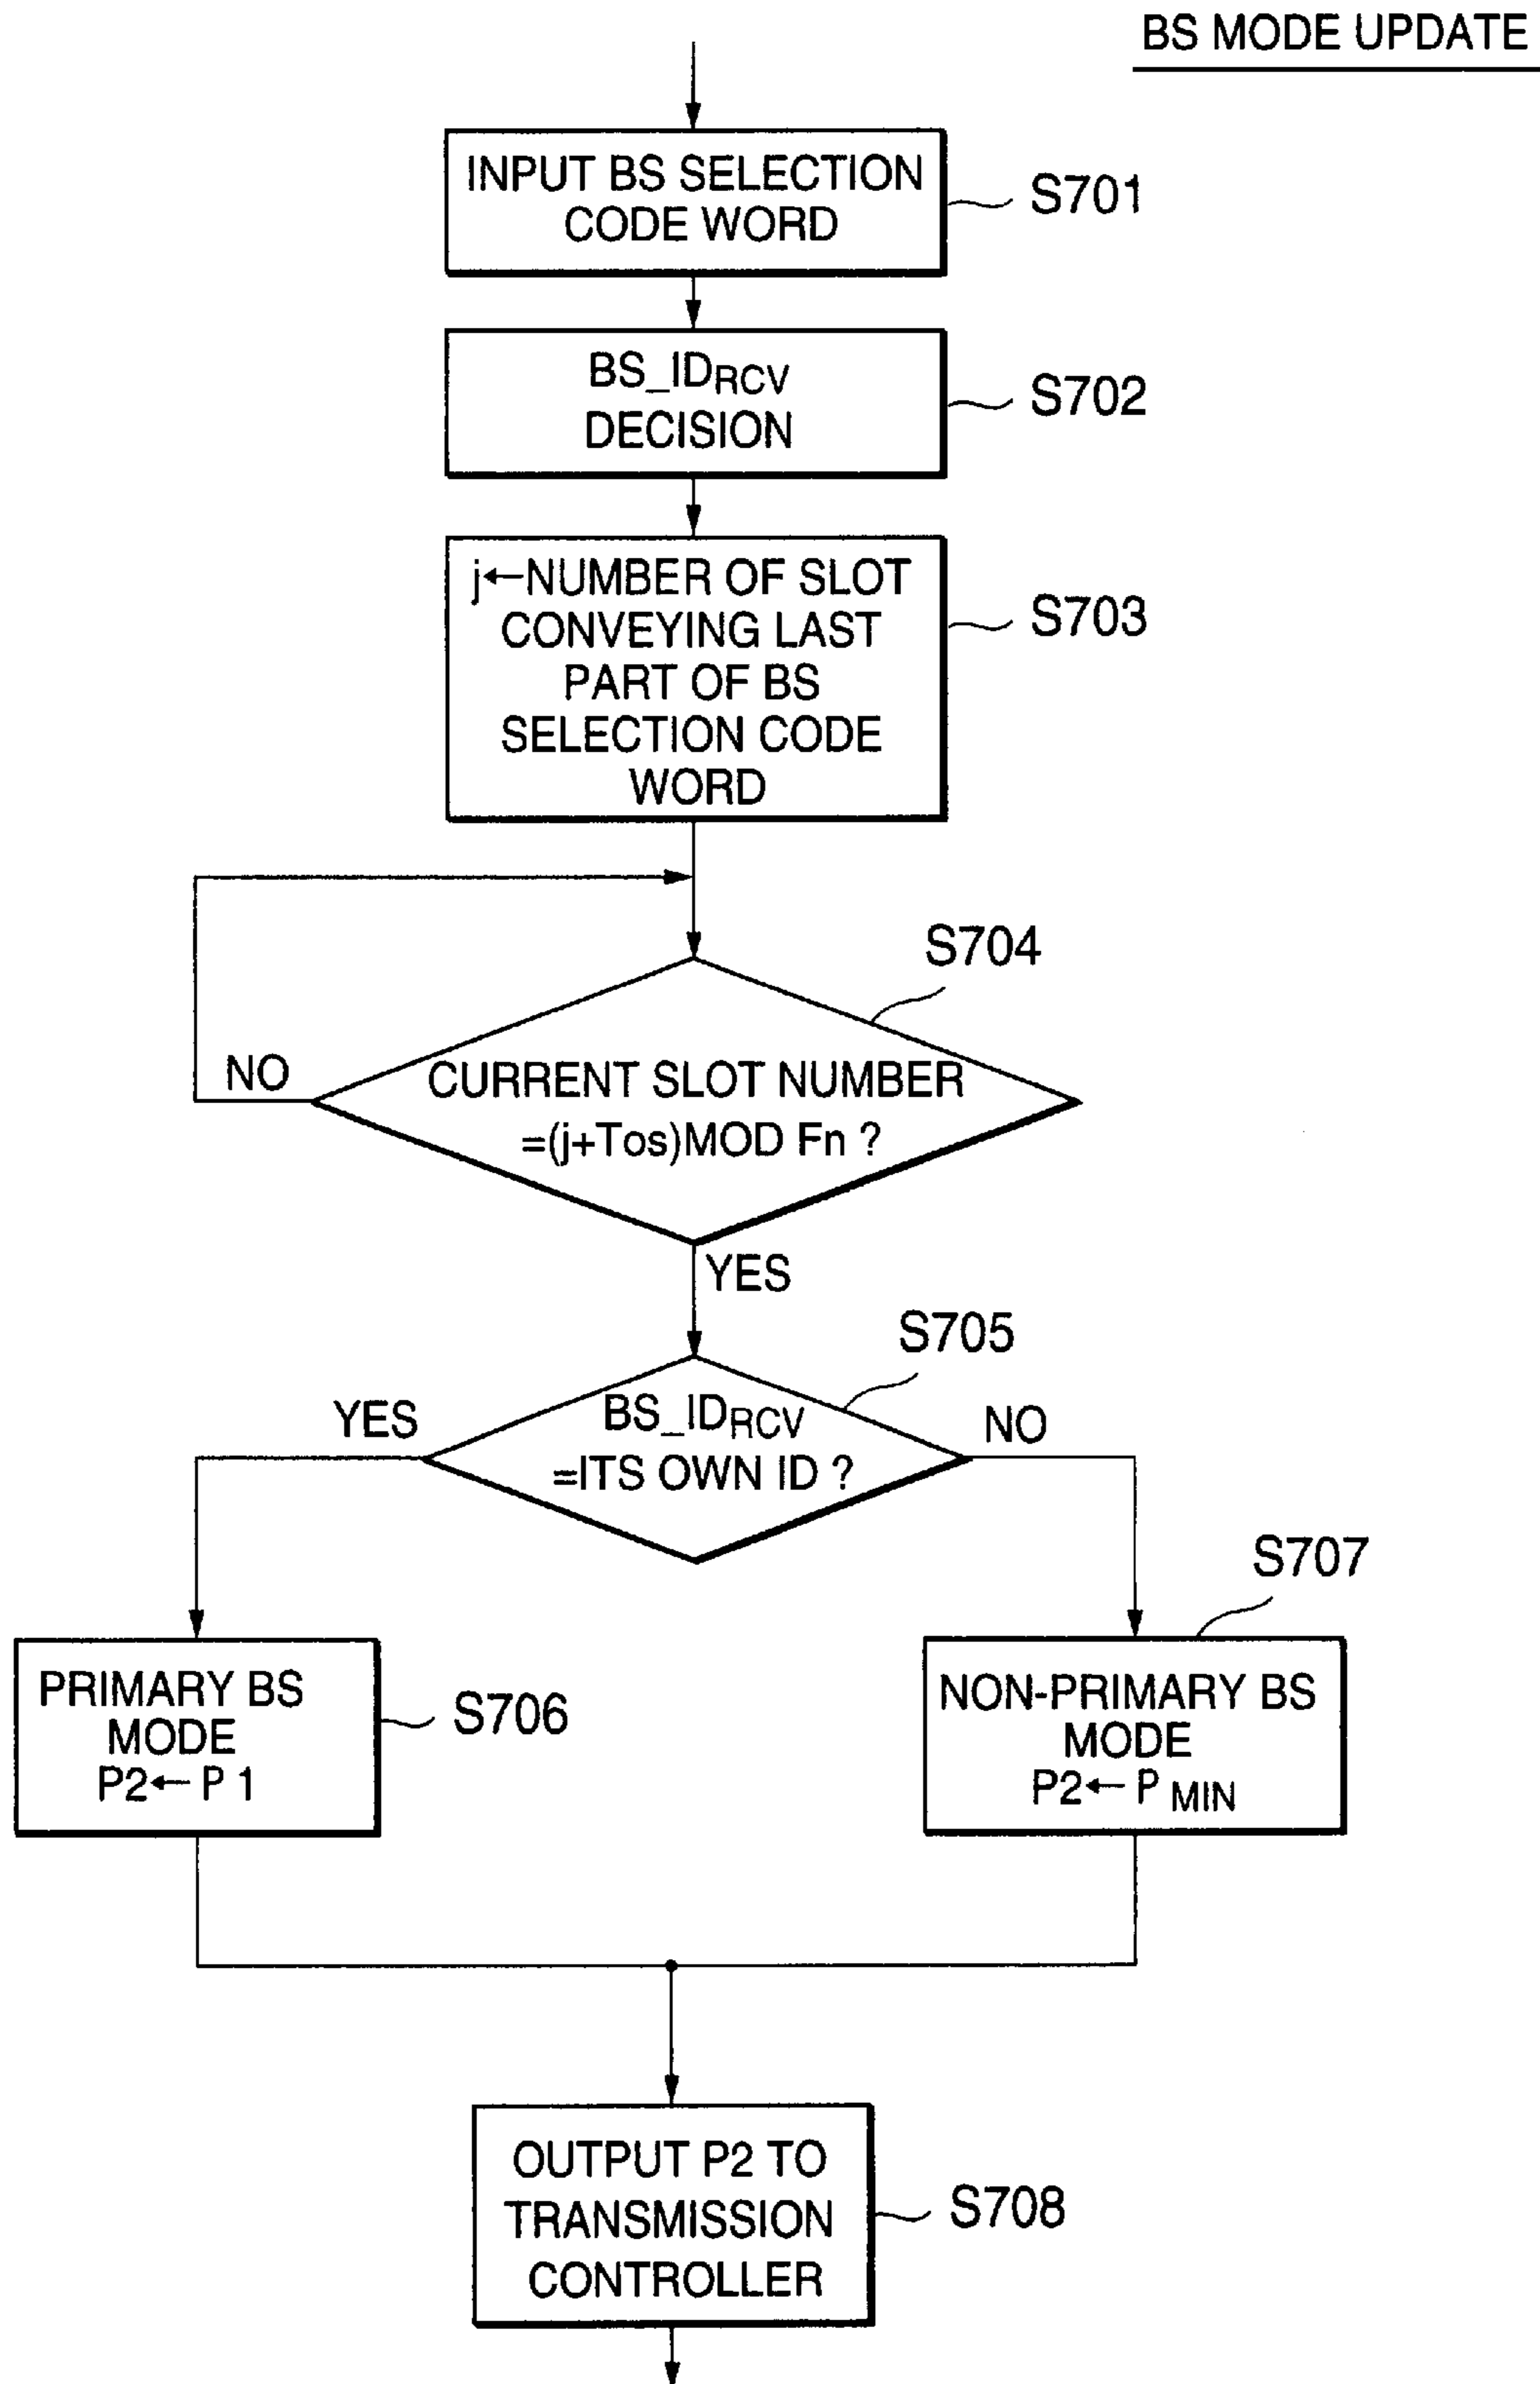 BS MODE UPDATE
INPUT BS SELECTION
CODE WORD
S701
BS_IDRCV
DECISION
S702
j←NUMBER OF SLOT
CONVEYING LAST
PART OF BS
SELECTION CODE
WORD
S703
S704
NO
CURRENT SLOT NUMBER
=(j+Tos)MOD Fn ?
YES
S705
YES
BS_IDRCV
=ITS OWN ID ?
NO
S707
PRIMARY BS
MODE
P2← P 1
S706
NON-PRIMARY BS
MODE
P2← P MIN
OUTPUT P2 TO
TRANSMISSION
CONTROLLER
S708